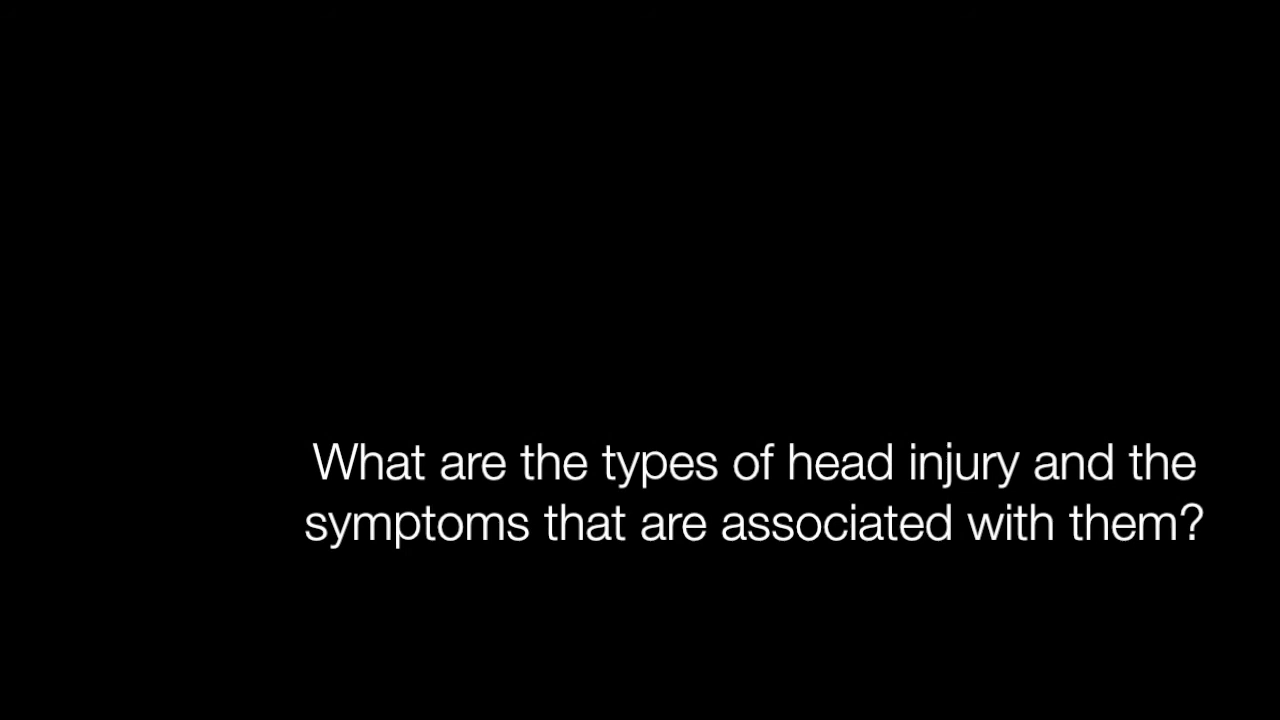 What are the types of head injury and the
symptoms that are associated with them?